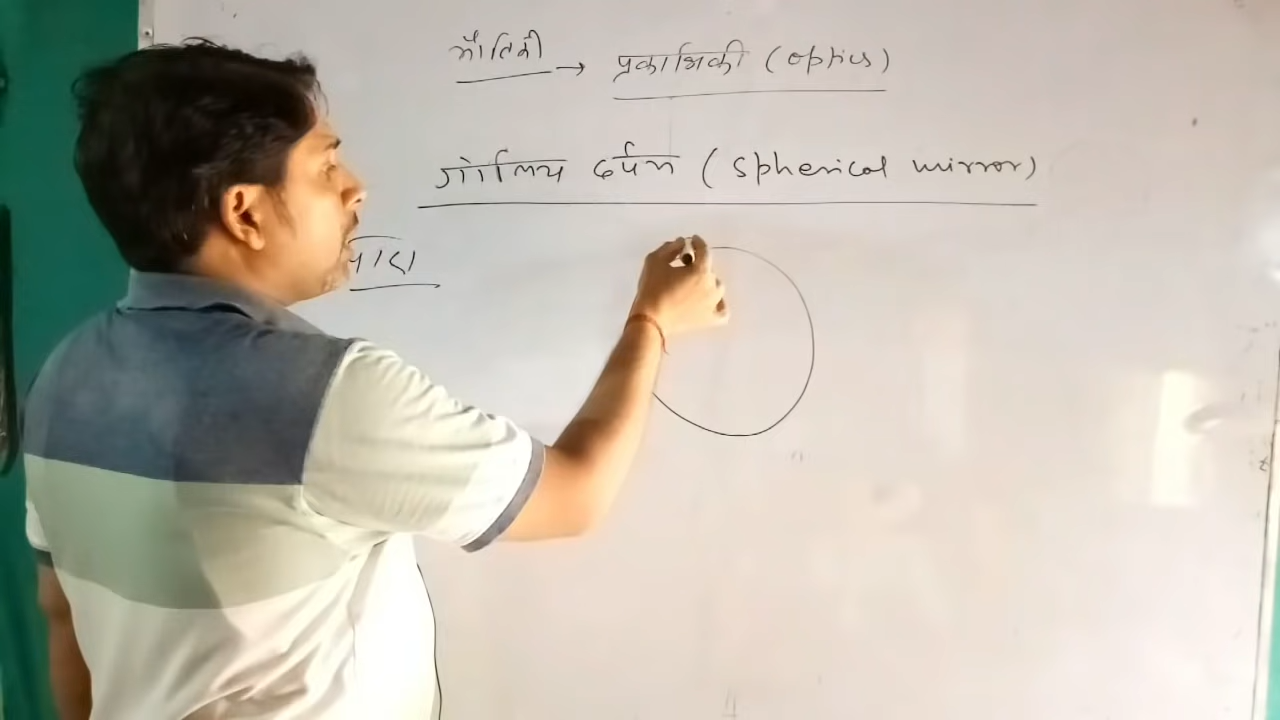 भौतिकी → प्रकाशिकी (optics)
गोलिय दर्पण (Spherical mirror)